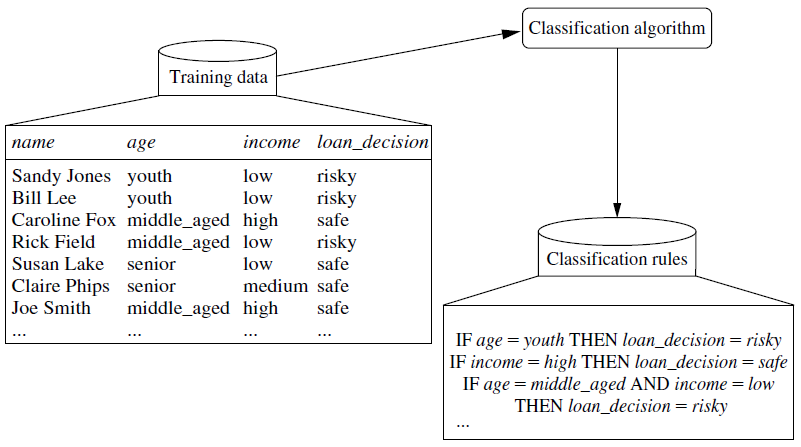 Classification algorithm
Training data
name age income loan_decision
Sandy Jones youth low risky
Bill Lee youth low risky
Caroline Fox middle_aged high safe
Rick Field middle_aged low risky
Susan Lake senior low safe
Claire Phips senior medium safe
Joe Smith middle_aged high safe
... ... ... ...
Classification rules
IF age = youth THEN loan_decision = risky
IF income = high THEN loan_decision = safe
IF age = middle_aged AND income = low
THEN loan_decision = risky
...